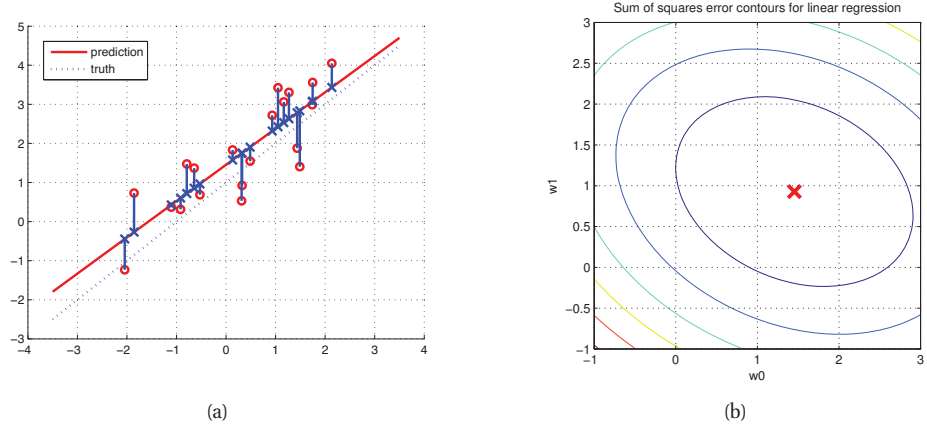 5
4
3
2
1
0
−1
−2
−3
−4 −3 −2 −1 0 1 2 3 4
prediction
truth
(a)
Sum of squares error contours for linear regression
3
2.5
2
1.5
1
0.5
0
−0.5
−1
−1 0 1 2 3
w1
w0
(b)